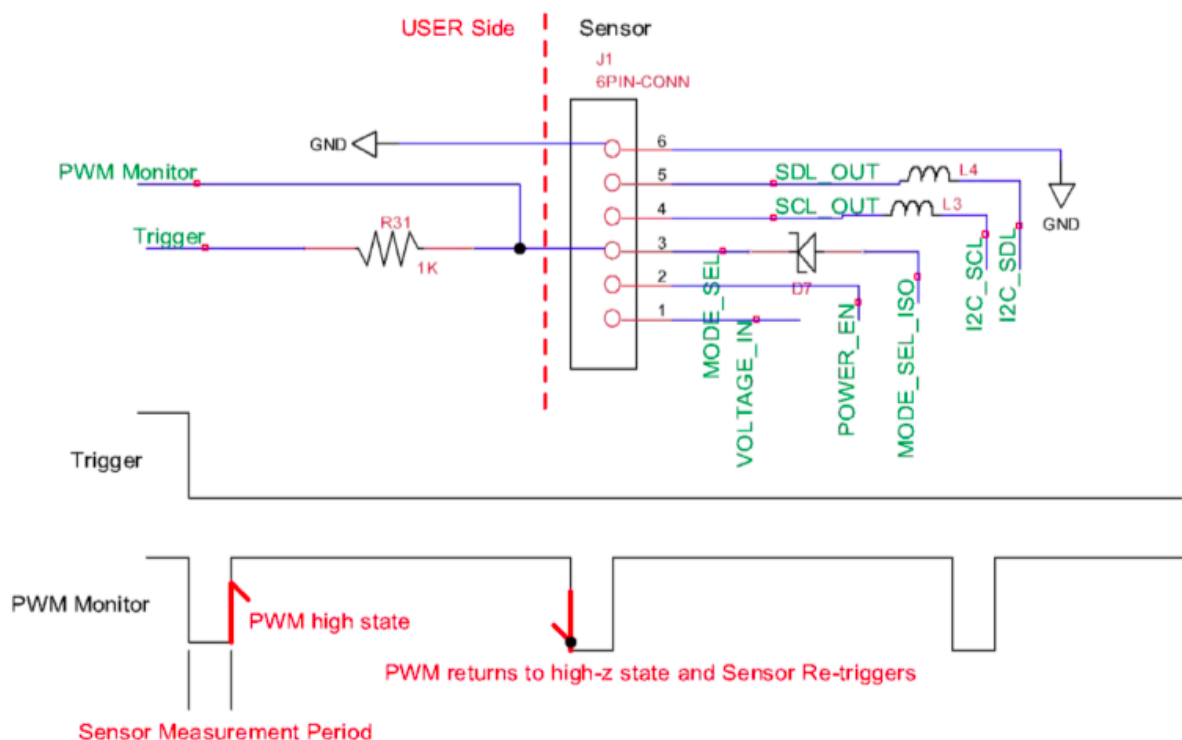 USER Side
Sensor
J1
6PIN-CONN
GND
6
PWM Monitor
5
SDL_OUT
L4
4
SCL_OUT
L3
GND
Trigger
R31
1K
3
2
1
D7
MODE_SEL
VOLTAGE_IN
POWER_EN
MODE_SEL_ISO
I2C_SCL
I2C_SDL
Trigger
PWM Monitor
PWM high state
PWM returns to high-z state and Sensor Re-triggers
Sensor Measurement Period